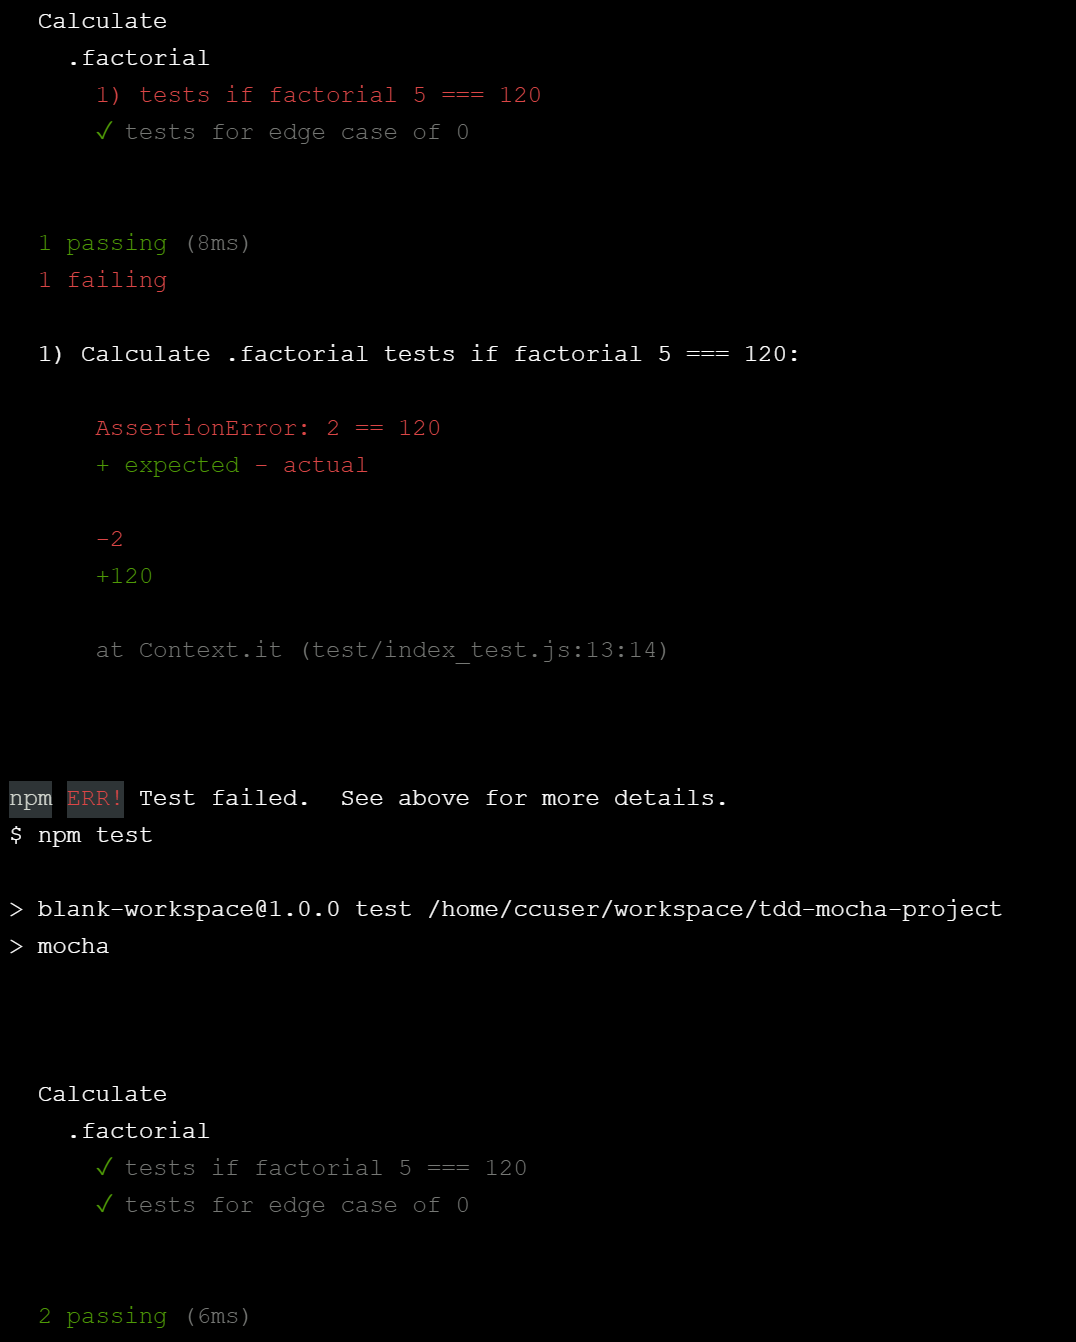 Calculate
.factorial
1) tests if factorial 5 === 120
✓ tests for edge case of 0
1 passing (8ms)
1 failing
1) Calculate .factorial tests if factorial 5 === 120:
AssertionError: 2 == 120
+ expected - actual
-2
+120
at Context.it (test/index_test.js:13:14)
npm ERR! Test failed.  See above for more details.
$ npm test
> blank-workspace@1.0.0 test /home/ccuser/workspace/tdd-mocha-project
> mocha
Calculate
.factorial
✓ tests if factorial 5 === 120
✓ tests for edge case of 0
2 passing (6ms)